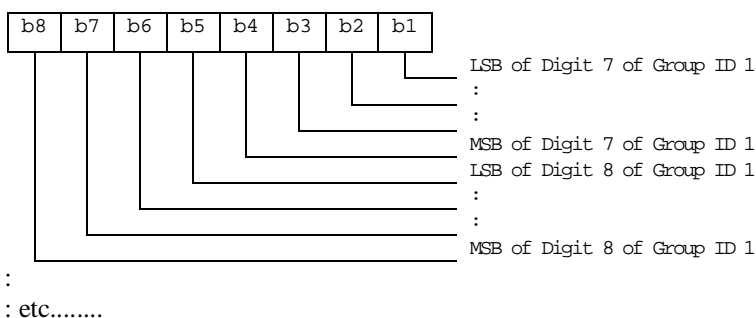 b8 b7 b6 b5 b4 b3 b2 b1
LSB of Digit 7 of Group ID 1
:
:
MSB of Digit 7 of Group ID 1
LSB of Digit 8 of Group ID 1
:
:
MSB of Digit 8 of Group ID 1
:
: etc........